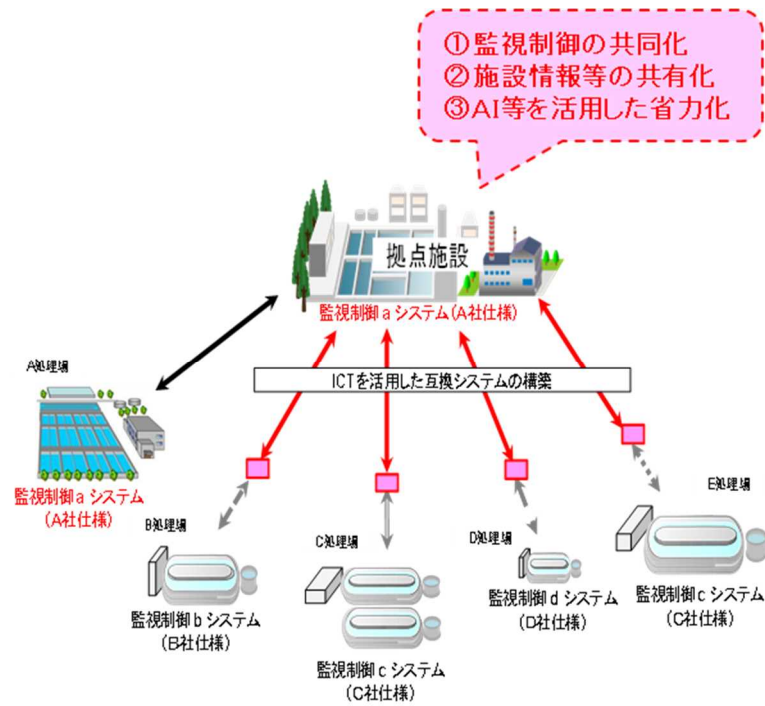 ①監視制御の共同化
②施設情報等の共有化
③AI等を活用した省力化
拠点施設
監視制御aシステム(A社仕様)
ICTを活用した互換システムの構築
A処理場
監視制御aシステム
(A社仕様)
B処理場
監視制御bシステム
(B社仕様)
C処理場
監視制御cシステム
(C社仕様)
D処理場
監視制御dシステム
(D社仕様)
E処理場
監視制御cシステム
(C社仕様)